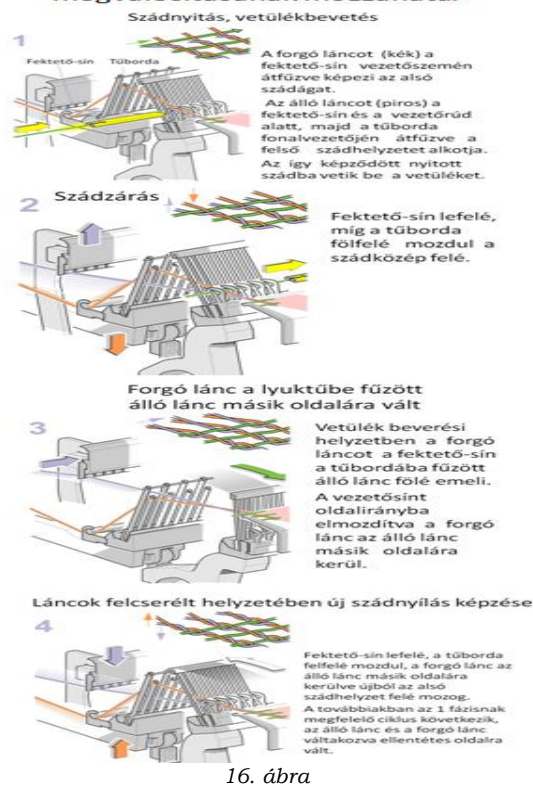 Szádnyitás, vetülékbevetés
1
Fektető-sín Tűborda
A forgó láncot (kék) a
fektető-sín vezetőszemén
átfűzve képezi az alsó
szádágat.
Az álló láncot (piros) a
fektető-sín és a vezetőrúd
alatt, majd a tűborda
fonalvezetőjén átfűzve a
felső szádhelyzetet alkotja.
Az így képződött nyitott
szádba vetik be a vetüléket.
2
Szádzárás
Fektető-sín lefelé,
míg a tűborda
fölfelé mozdul a
szádközép felé.
Forgó lánc a lyuktűbe fűzött
álló lánc másik oldalára vált
3
Vetülék beverési
helyzetben a forgó
láncot a fektető-sín
a tűbordába fűzött
álló lánc fölé emeli.
A vezetősínt
oldalirányba
elmozdítva a forgó
lánc az álló lánc
másik oldalára
kerül.
Láncok felcserélt helyzetében új szádnyílás képzése
4
Fektető-sín lefelé, a tűborda
felfelé mozdul, a forgó lánc az
álló lánc másik oldalára
kerülve újból az alsó
szádhelyzet felé mozog.
A továbbiakban az 1 fázisnak
megfelelő ciklus következik,
az álló lánc és a forgó lánc
váltakozva ellentétes oldalra
vált.
16. ábra